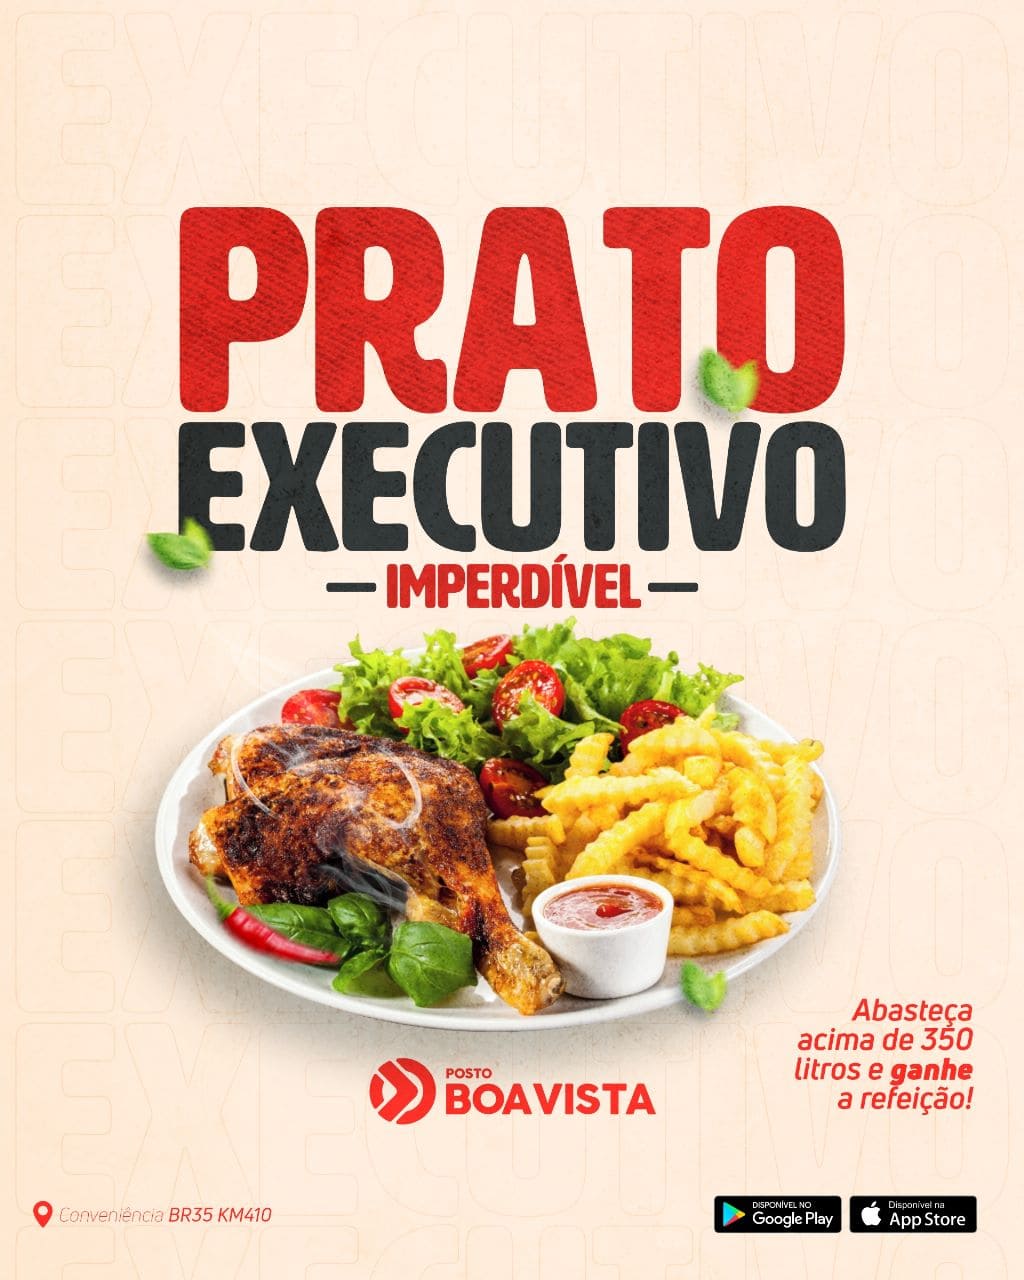 EXECUTIVO
PRATO
EXECUTIVO
IMPERDÍVEL
Abasteça
acima de 350
litros e ganhe
a refeição!
POSTO
BOAVISTA
Conveniência BR35 KM410
DISPONÍVEL NO
Google Play
Disponível na
App Store